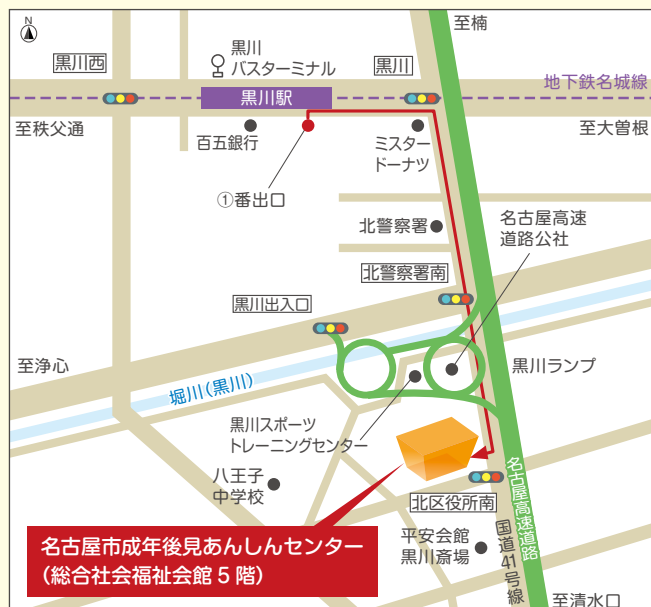 N
至楠
黒川西
黒川
バスターミナル
黒川
地下鉄名城線
黒川駅
至秩父通
百五銀行
ミスター
ドーナツ
至大曽根
①番出口
北警察署
名古屋高速
道路公社
北警察署南
黒川出入口
至浄心
堀川(黒川)
黒川ランプ
黒川スポーツ
トレーニングセンター
八王子
中学校
北区役所南
名古屋高速道路
国道41号線
名古屋市成年後見あんしんセンター
(総合社会福祉会館5階)
平安会館
黒川斎場
至清水口